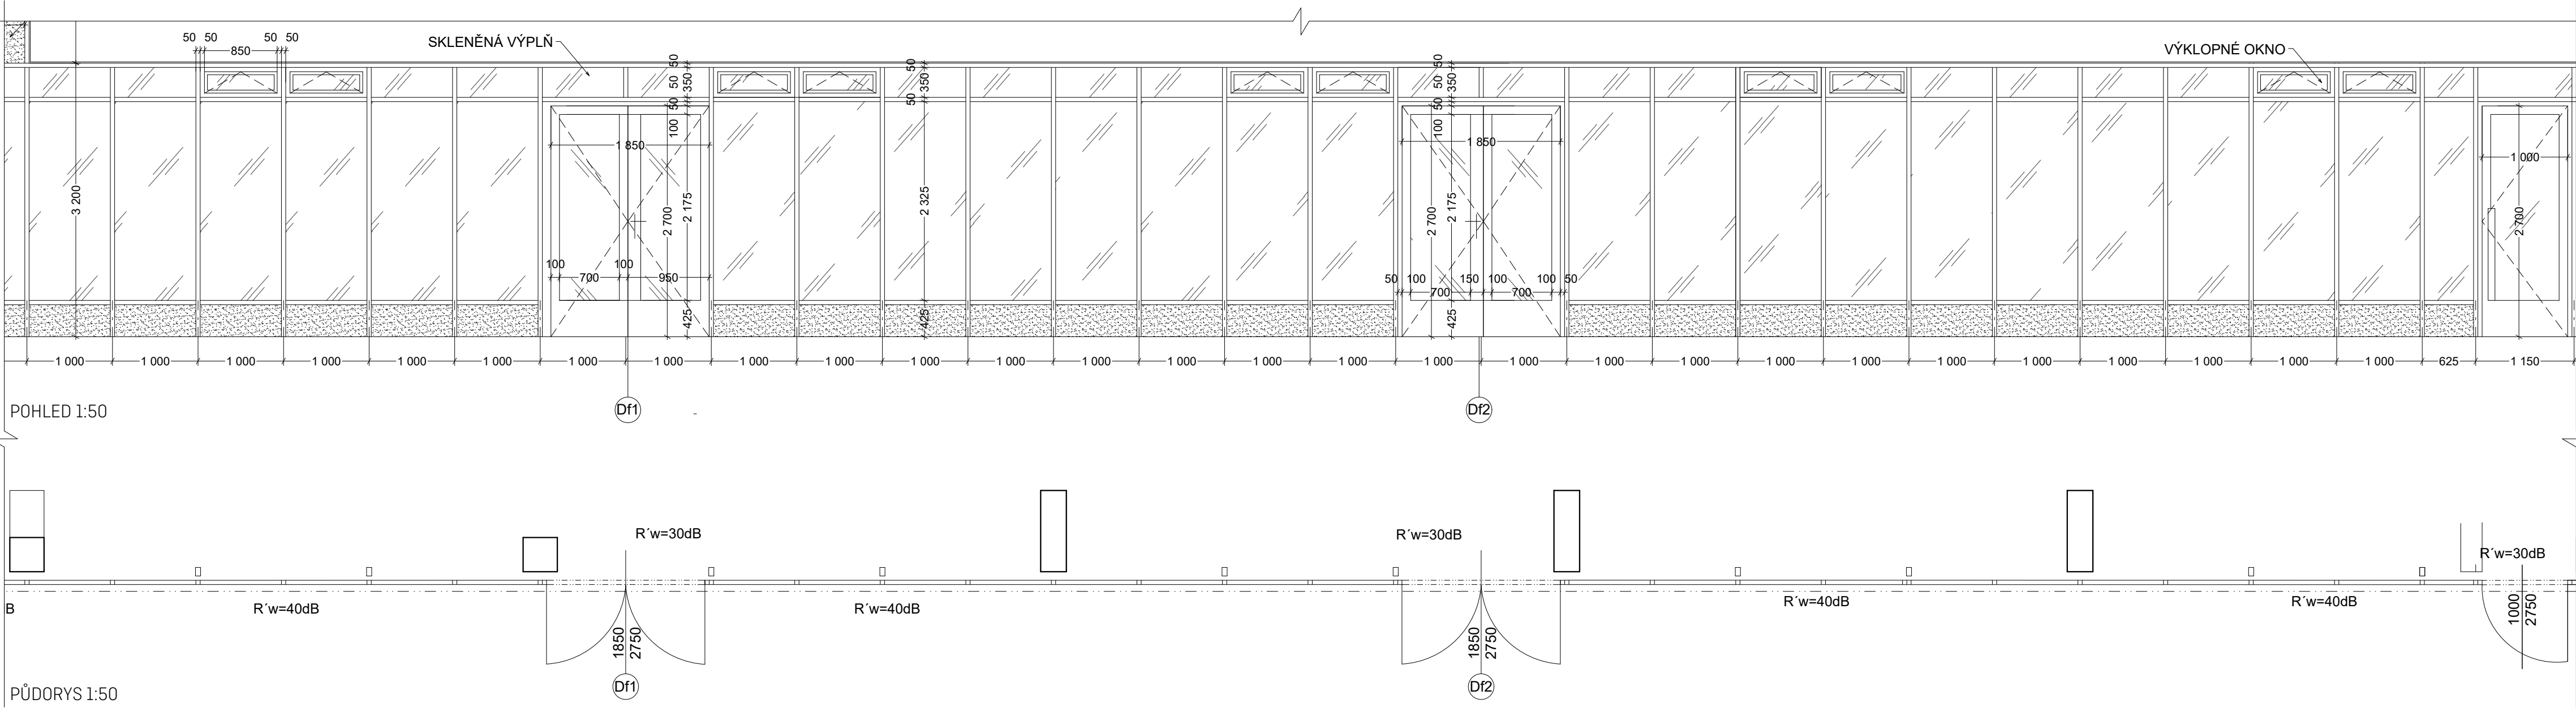 50 50 850 50 50
SKLENĚNÁ VÝPLŇ
VÝKLOPNÉ OKNO
50 50 350 50 100
50 350 50
50 50 350 50 100
3 200
1 850
2 700
2 175
425
100 700 100 950
2 325
425
1 850
2 700
2 175
425
50 100 700 150 100 700 100 50
1 000
2 700
1 000 1 000 1 000 1 000 1 000 1 000 1 000 1 000 1 000 1 000 1 000 1 000 1 000 1 000 1 000 1 000 1 000 1 000 1 000 1 000 1 000 1 000 1 000 1 000 1 000 1 000 1 000 1 000 625 1 150
Df1 Df2
POHLED 1:50
R´w=30dB R´w=30dB R´w=30dB
B R´w=40dB R´w=40dB R´w=40dB R´w=40dB
1850
2750
1850
2750
1000
2750
Df1 Df2
PŮDORYS 1:50